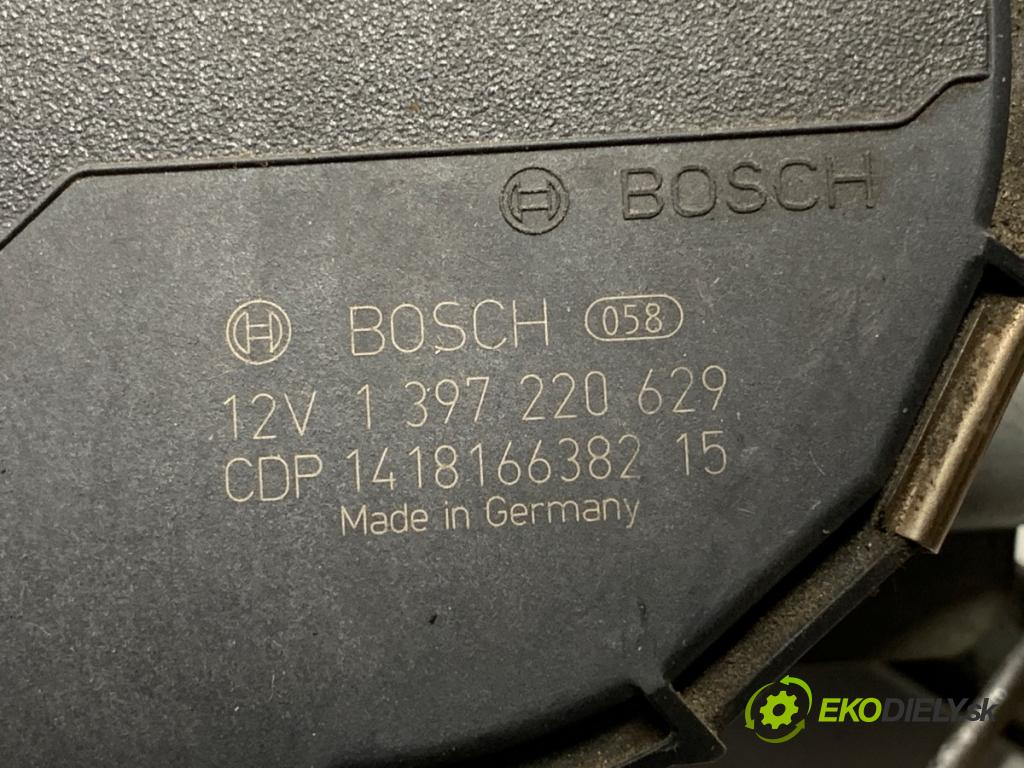 BOSCH
BOSCH 058
12V 1 397 220 629
CDP 1418166382 15
Made in Germany
EKODIELY.sk